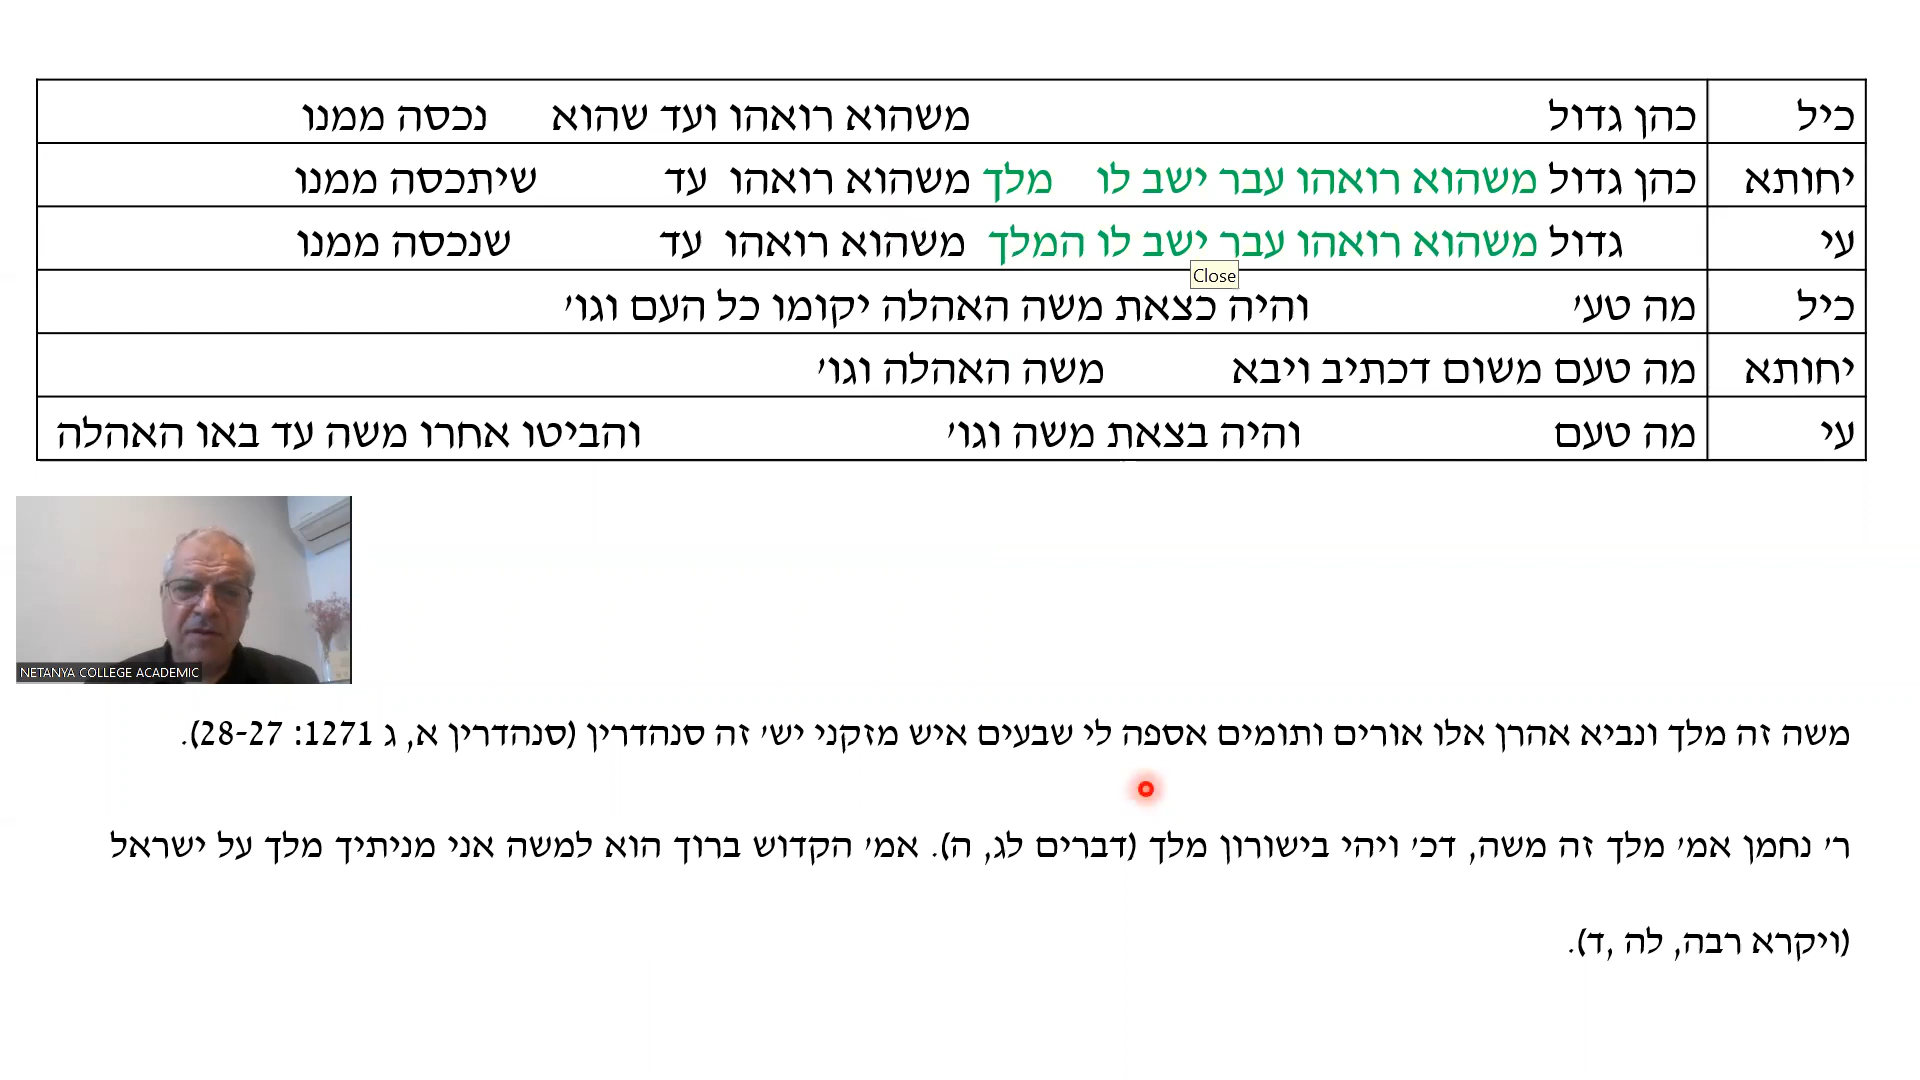 כיל כהן גדול משהוא רואהו ועד שהוא נכסה ממנו
יחותא כהן גדול משהוא רואהו עבר ישב לו מלך משהוא רואהו עד שיתכסה ממנו
עי גדול משהוא רואהו עבר ישב לו המלך משהוא רואהו עד שנכסה ממנו
Close
כיל מה טע' והיה כצאת משה האהלה יקומו כל העם וגו'
יחותא מה טעם משום דכתיב ויבא משה האהלה וגו'
עי מה טעם והיה בצאת משה וגו' והביטו אחרו משה עד באו האהלה
NETANYA COLLEGE ACADEMIC
משה זה מלך ונביא אהרן אלו אורים ותומים אספה לי שבעים איש מזקני יש' זה סנהדרין (סנהדרין א, ג 1271: 28-27).
ר' נחמן אמ' מלך זה משה, דכ' ויהי בישורון מלך (דברים לג, ה). אמ' הקדוש ברוך הוא למשה אני מניתיך מלך על ישראל
(ויקרא רבה, לה ,ד).